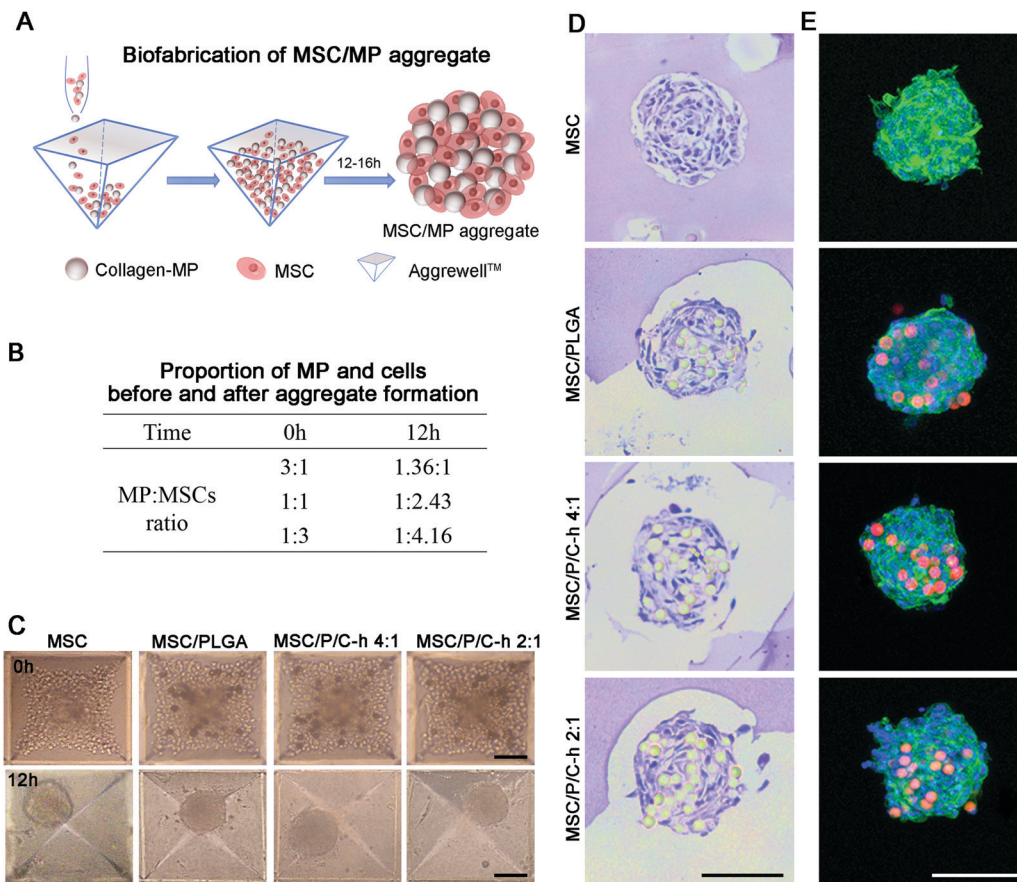 A
Biofabrication of MSC/MP aggregate
12-16h
MSC/MP aggregate
Collagen-MP
MSC
Aggrewell™
B
Proportion of MP and cells
before and after aggregate formation
Time 0h 12h
MP:MSCs ratio
3:1 1.36:1
1:1 1:2.43
1:3 1:4.16
C
MSC MSC/PLGA MSC/P/C-h 4:1 MSC/P/C-h 2:1
0h
12h
D
E
MSC
MSC/PLGA
MSC/P/C-h 4:1
MSC/P/C-h 2:1